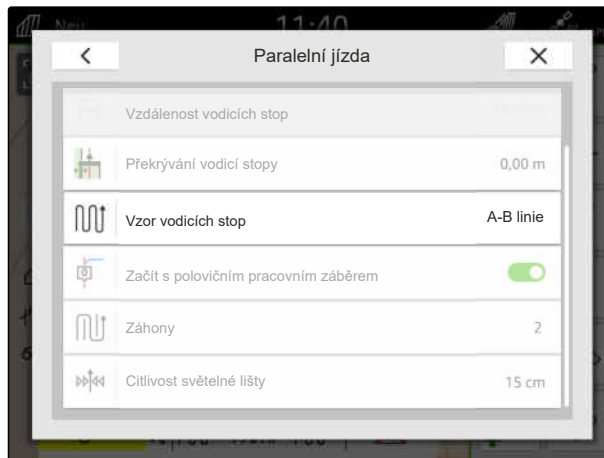 Neu
11:40
Paralelní jízda
Vzdálenost vodicích stop
Překrývání vodicí stopy 0,00 m
Vzor vodicích stop A-B linie
Začít s polovičním pracovním záběrem
Záhony 2
Citlivost světelné lišty 15 cm